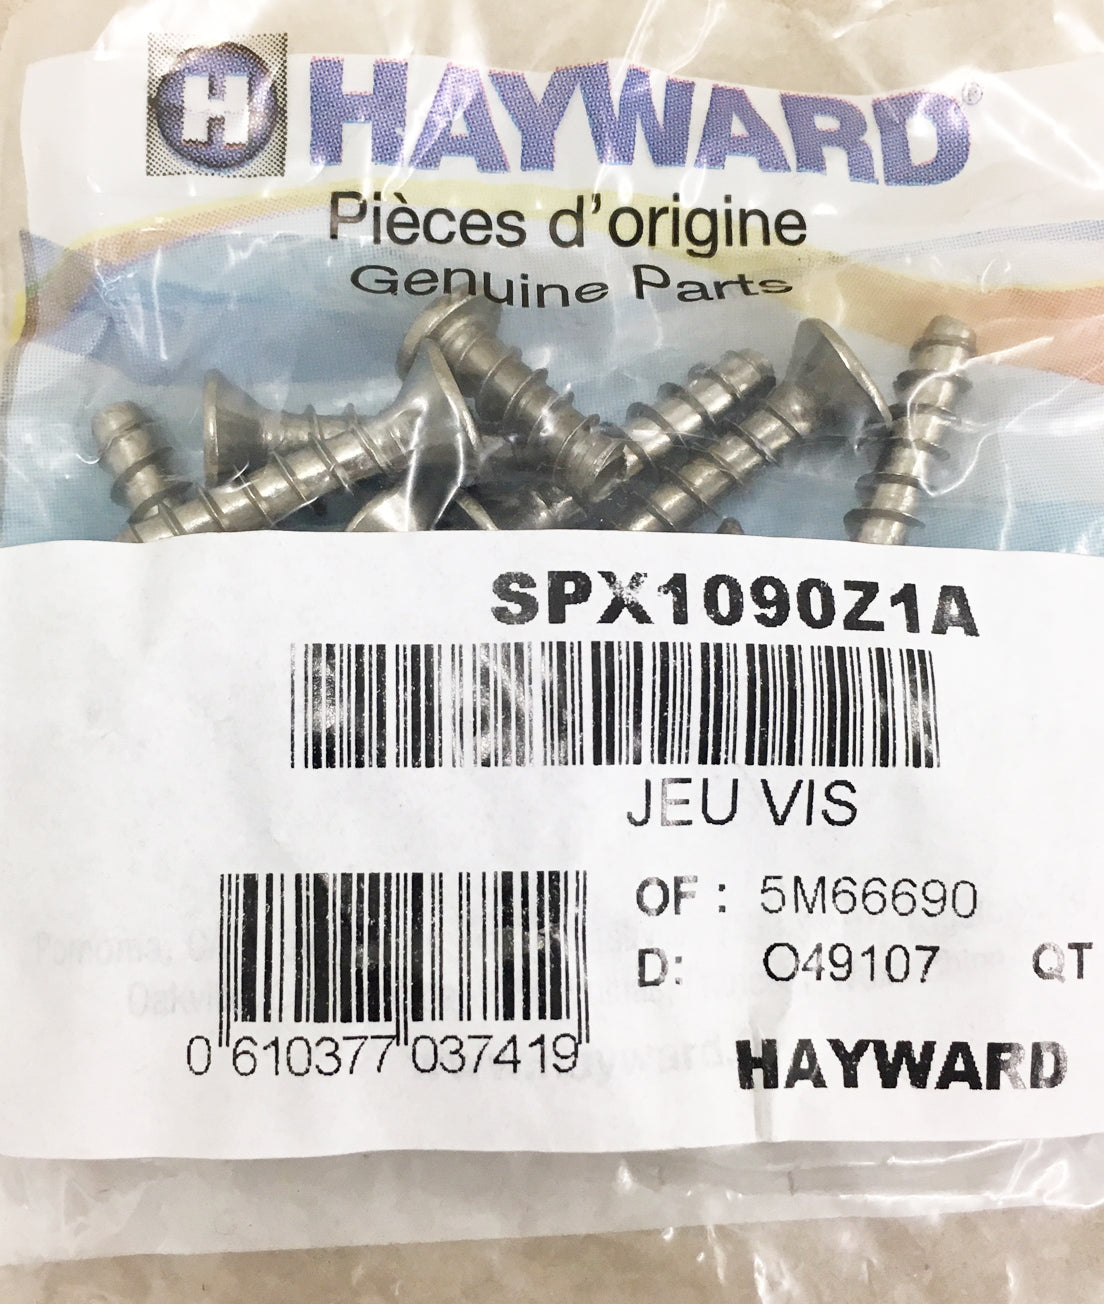 H HAYWARD®
Pièces d'origine
Genuine Parts
SPX1090Z1A
JEU VIS
OF : 5M66690
D: O49107 QT
0 610377 037419
HAYWARD